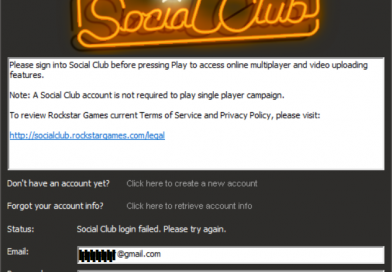 Social Club
Please sign into Social Club before pressing Play to access online multiplayer and video uploading
features.
Note: A Social Club account is not required to play single player campaign.
To review Rockstar Games current Terms of Service and Privacy Policy, please visit:
http://socialclub.rockstargames.com/legal
Don't have an account yet? Click here to create a new account
Forgot your account info? Click here to retrieve account info
Status: Social Club login failed. Please try again.
Email: @gmail.com